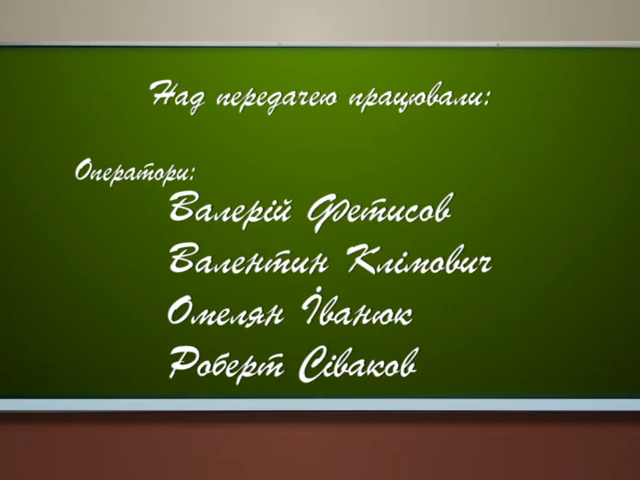 Над передачею працювали:
Оператори:
Валерій Фетисов
Валентин Клімович
Омелян Іванюк
Роберт Сіваков